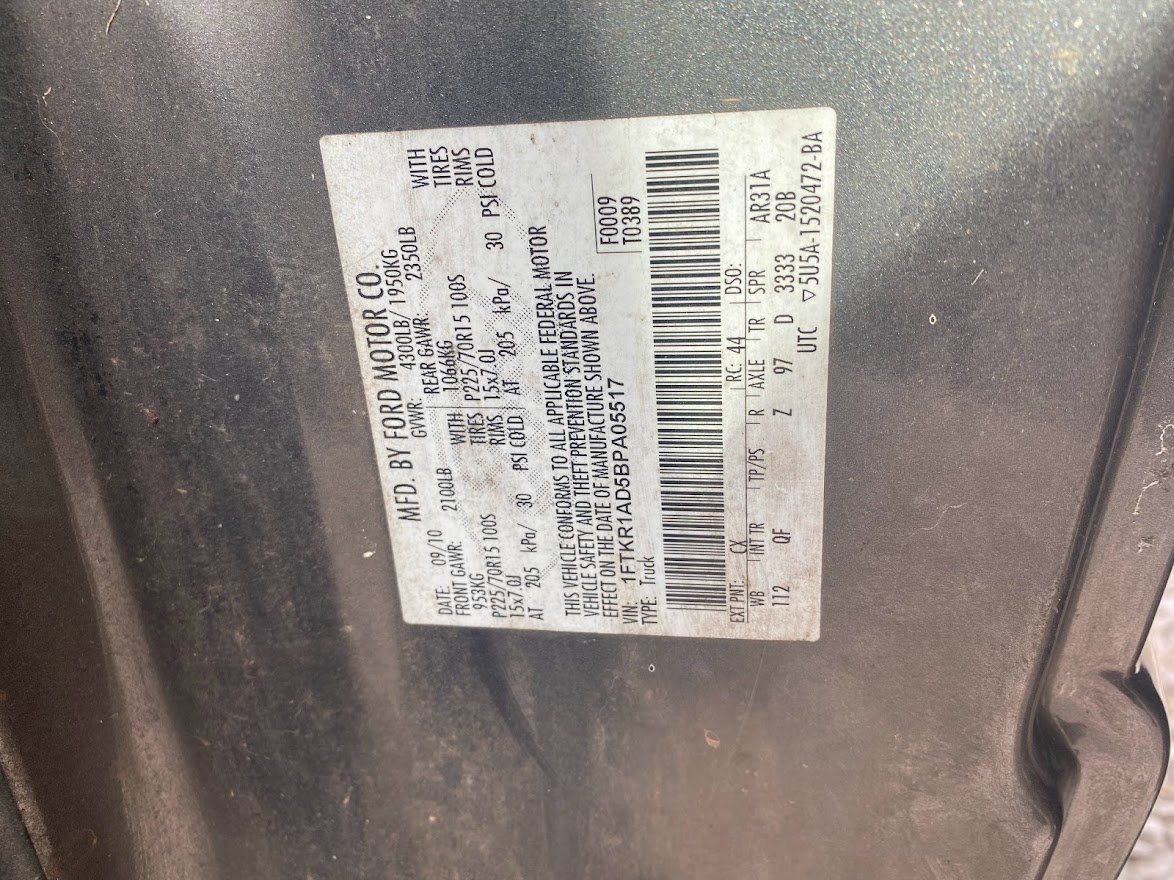 MFD. BY FORD MOTOR CO.
DATE: 09/10 GVWR: 4300LB/ 1950KG
FRONT GAWR: 2100LB REAR GAWR: 2350LB
953KG WITH 1066KG WITH
P225/70R15 100S TIRES P225/70R15 100S TIRES
15x7.0J RIMS 15x7.0J RIMS
AT 205 kPa/ 30 PSI COLD AT 205 kPa/ 30 PSI COLD
THIS VEHICLE CONFORMS TO ALL APPLICABLE FEDERAL MOTOR
VEHICLE SAFETY AND THEFT PREVENTION STANDARDS IN
EFFECT ON THE DATE OF MANUFACTURE SHOWN ABOVE.
VIN: 1FTKR1AD5BPA05517 F0009
TYPE: Truck T0389
EXT PNT: CX RC: 44 DSO:
WB INT TR TP/PS R AXLE TR SPR AR31A
112 QF Z 97 D 3333 20B
UTC ▽5U5A-1520472-BA